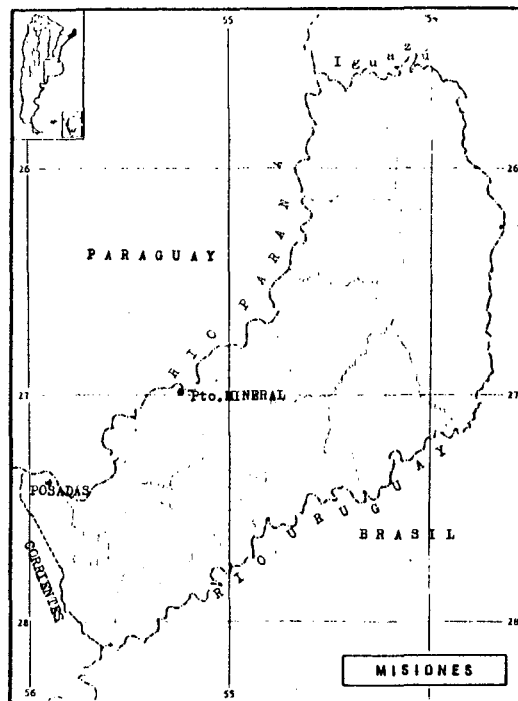 55 54
Iguazú
26 26
PARAGUAY
RIO PARANA
Pto. MINERAL
27 27
POSADAS
RIO URUGUAY
BRASIL
CORRIENTES
28 28
MISIONES
56 55 54